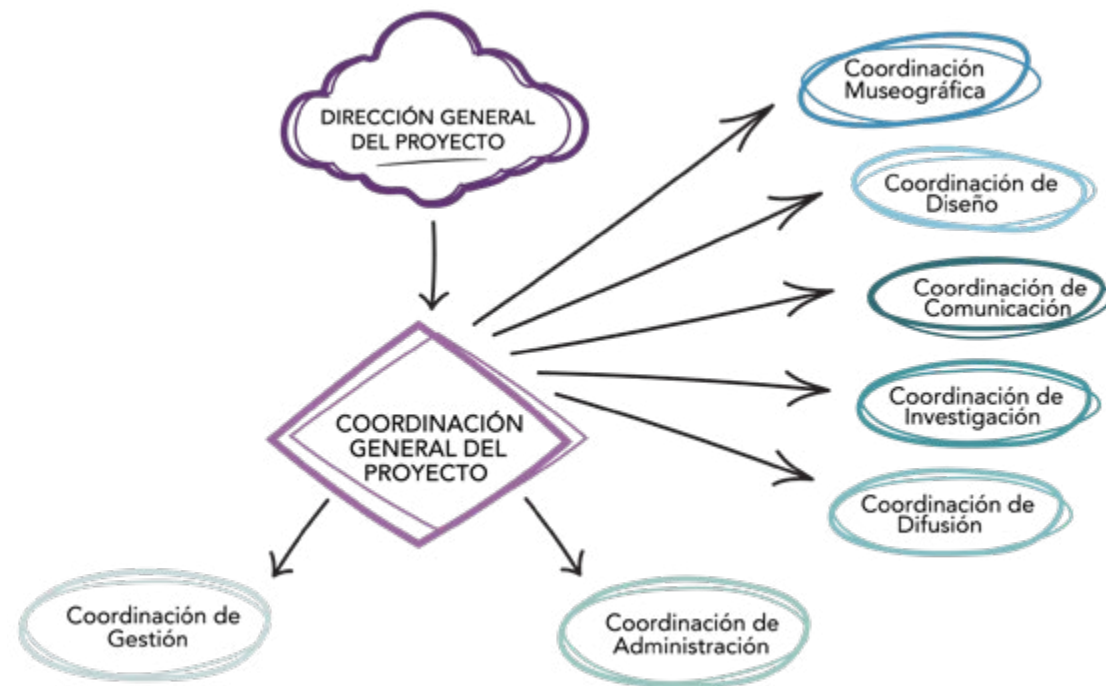 DIRECCIÓN GENERAL
DEL PROYECTO
Coordinación
Museográfica
Coordinación de
Diseño
Coordinación de
Comunicación
Coordinación de
Investigación
Coordinación de
Difusión
COORDINACIÓN
GENERAL DEL
PROYECTO
Coordinación de
Gestión
Coordinación de
Administración